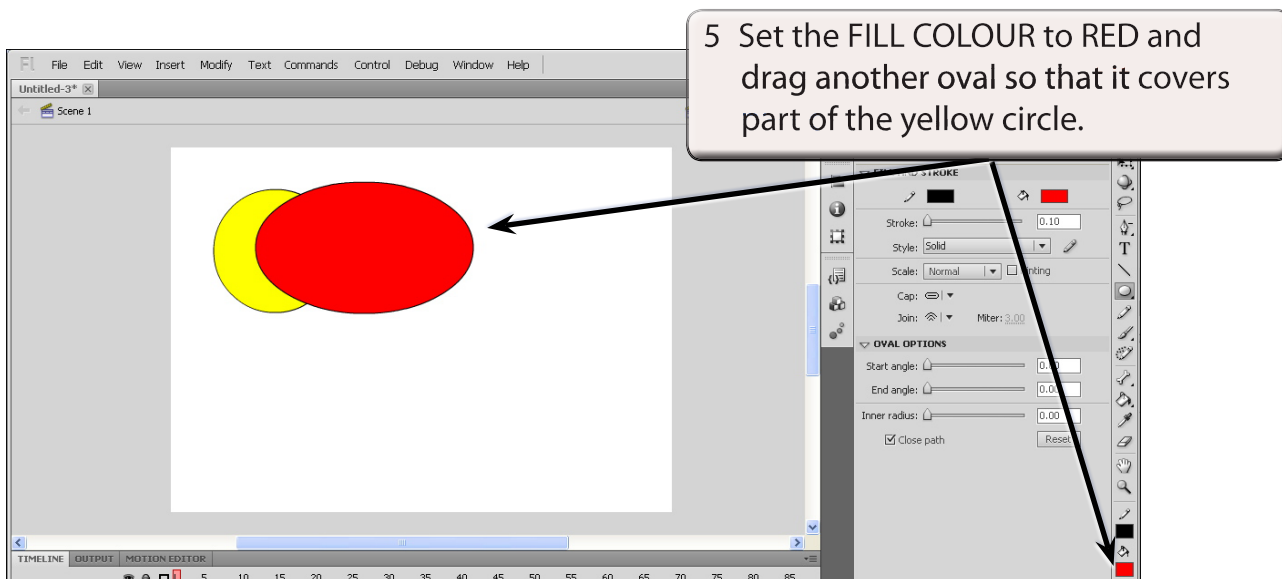 5 Set the FILL COLOUR to RED and
drag another oval so that it covers
part of the yellow circle.
Fl File Edit View Insert Modify Text Commands Control Debug Window Help
Untitled-3*
Scene 1
STROKE
Stroke: 0.10
Style: Solid
Scale: Normal
Cap:
Join: Miter: 3.00
OVAL OPTIONS
Start angle:
End angle: 0.00
Inner radius: 0.00
Close path Reset
TIMELINE OUTPUT MOTION EDITOR
5 10 15 20 25 30 35 40 45 50 55 60 65 70 75 80 85